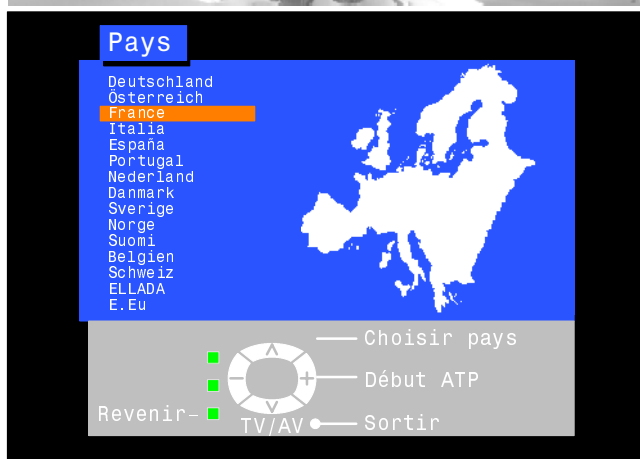 Pays
Deutschland
Österreich
France
Italia
España
Portugal
Nederland
Danmark
Sverige
Norge
Suomi
Belgien
Schweiz
ELLADA
E.Eu
Choisir pays
Début ATP
Revenir
TV/AV
Sortir